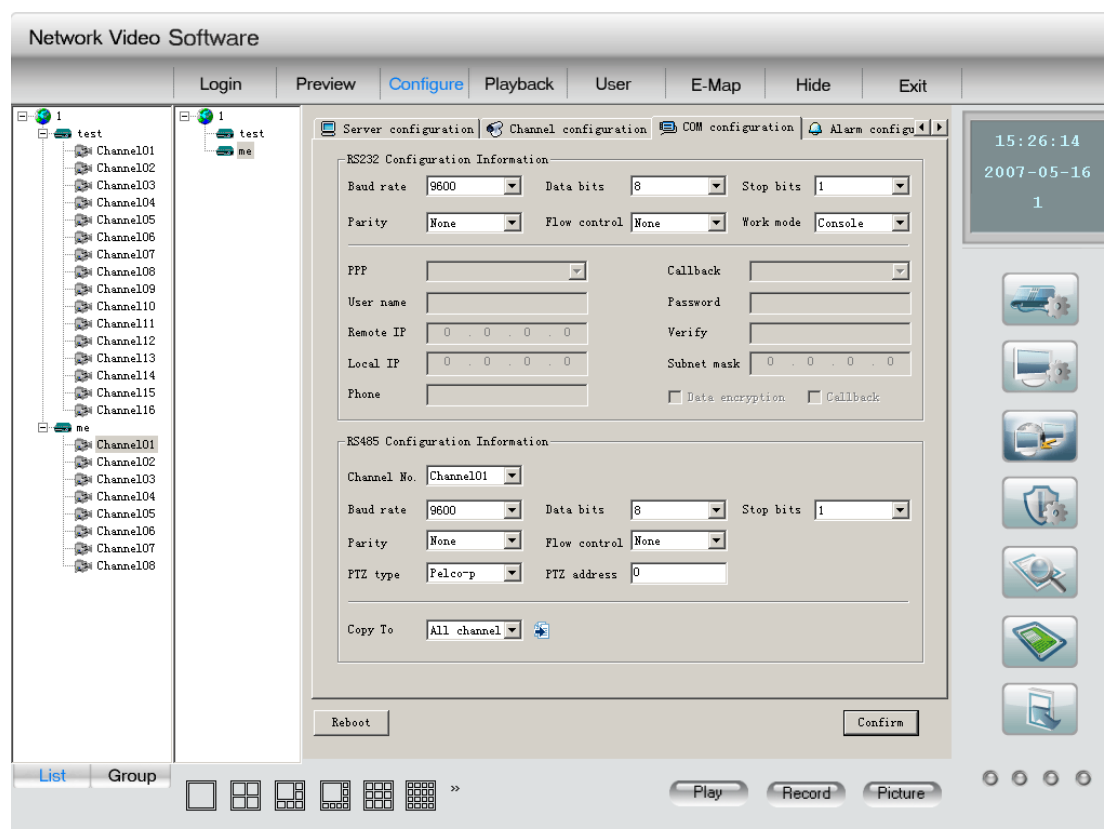 Network Video Software
Login Preview Configure Playback User E-Map Hide Exit
1
test
Channel01
Channel02
Channel03
Channel04
Channel05
Channel06
Channel07
Channel08
Channel09
Channel10
Channel11
Channel12
Channel13
Channel14
Channel15
Channel16
me
Channel01
Channel02
Channel03
Channel04
Channel05
Channel06
Channel07
Channel08
1
test
me
Server configuration Channel configuration COM configuration Alarm configu
RS232 Configuration Information
Baud rate 9600 Data bits 8 Stop bits 1
Parity None Flow control None Work mode Console
PPP Callback
User name Password
Remote IP 0 . 0 . 0 . 0 Verify
Local IP 0 . 0 . 0 . 0 Subnet mask 0 . 0 . 0 . 0
Phone Data encryption Callback
RS485 Configuration Information
Channel No. Channel01
Baud rate 9600 Data bits 8 Stop bits 1
Parity None Flow control None
PTZ type Pelco-p PTZ address 0
Copy To All channel
Reboot Confirm
15:26:14
2007-05-16
1
List Group
»
Play Record Picture